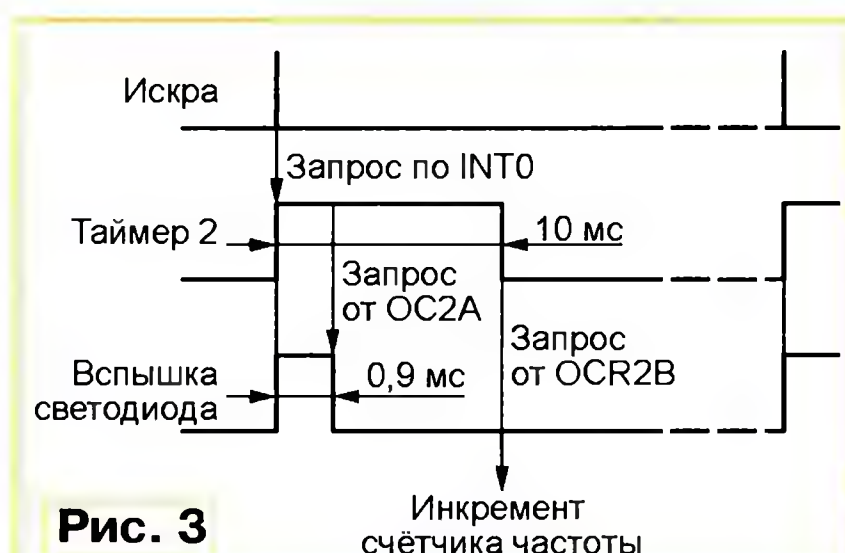 Искра
Запрос по INT0
Таймер 2
10 мс
Запрос
от OC2A
Запрос
от OCR2B
Вспышка
светодиода
0,9 мс
Рис. 3
Инкремент
счётчика частоты